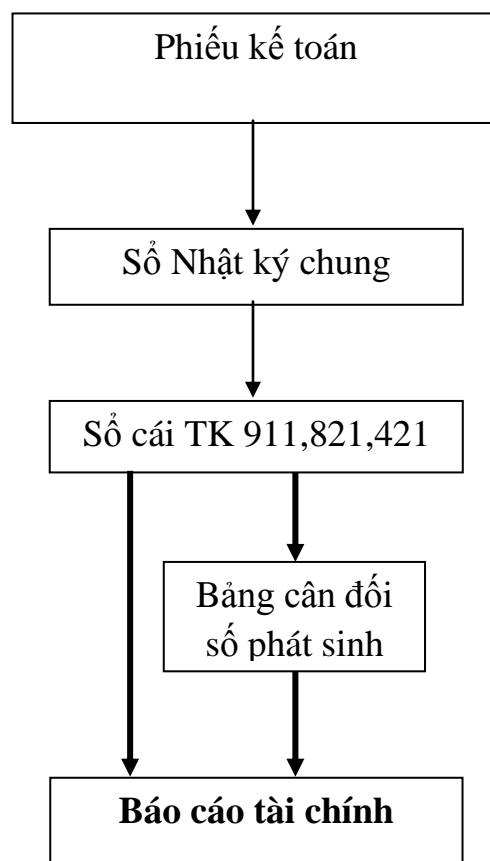 Phiếu kế toán
Sổ Nhật ký chung
Sổ cái TK 911,821,421
Bảng cân đối
số phát sinh
Báo cáo tài chính